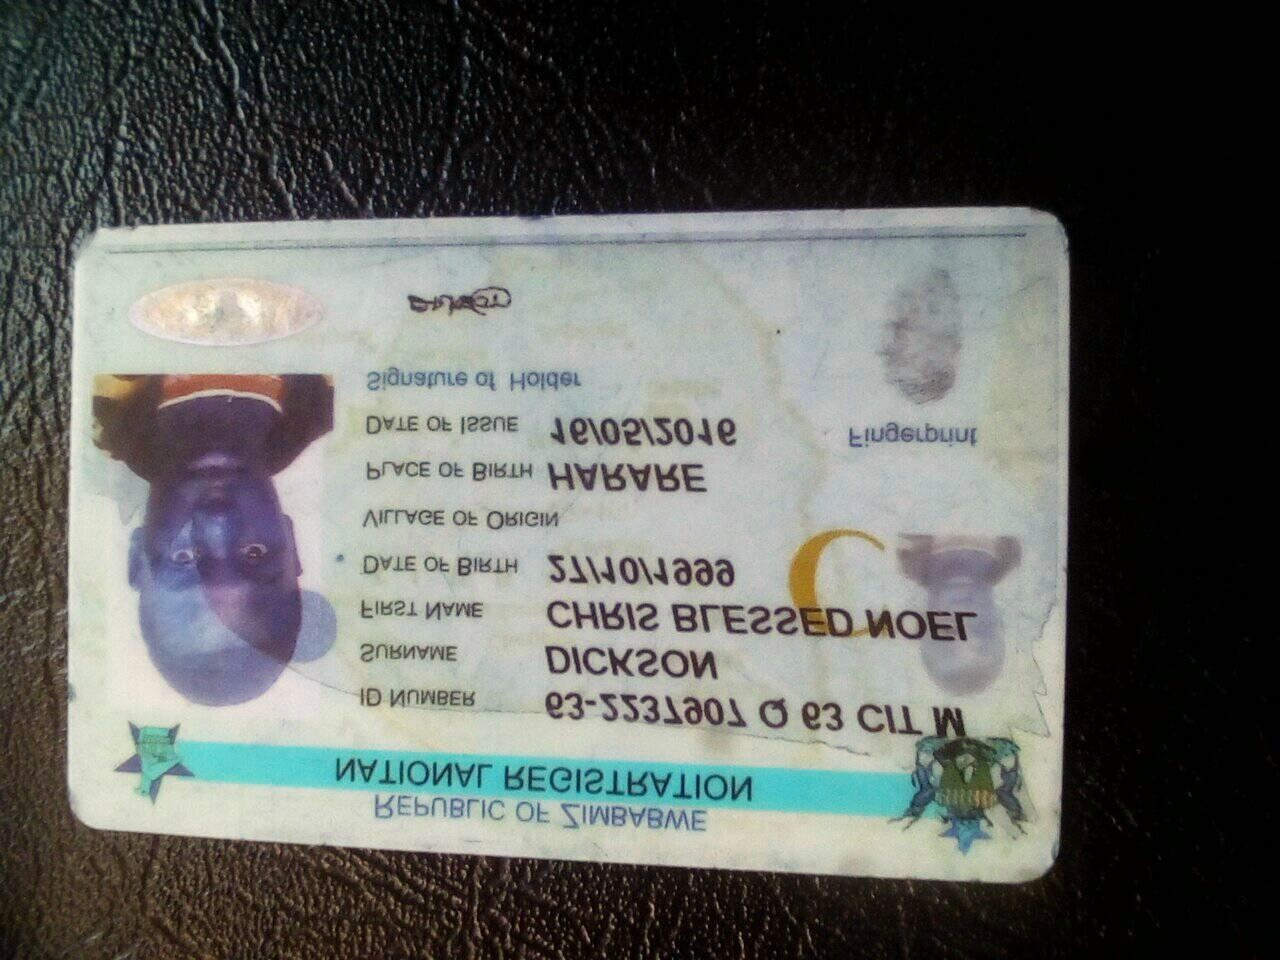 REPUBLIC OF ZIMBABWE
NATIONAL REGISTRATION
ID NUMBER 63-2237907 Q 63 CIT M
SURNAME DICKSON
FIRST NAME CHRIS BLESSED NOEL
DATE OF BIRTH 27/10/1999
VILLAGE OF ORIGIN
PLACE OF BIRTH HARARE
DATE OF ISSUE 16/05/2016
Signature of Holder
Fingerprint
C